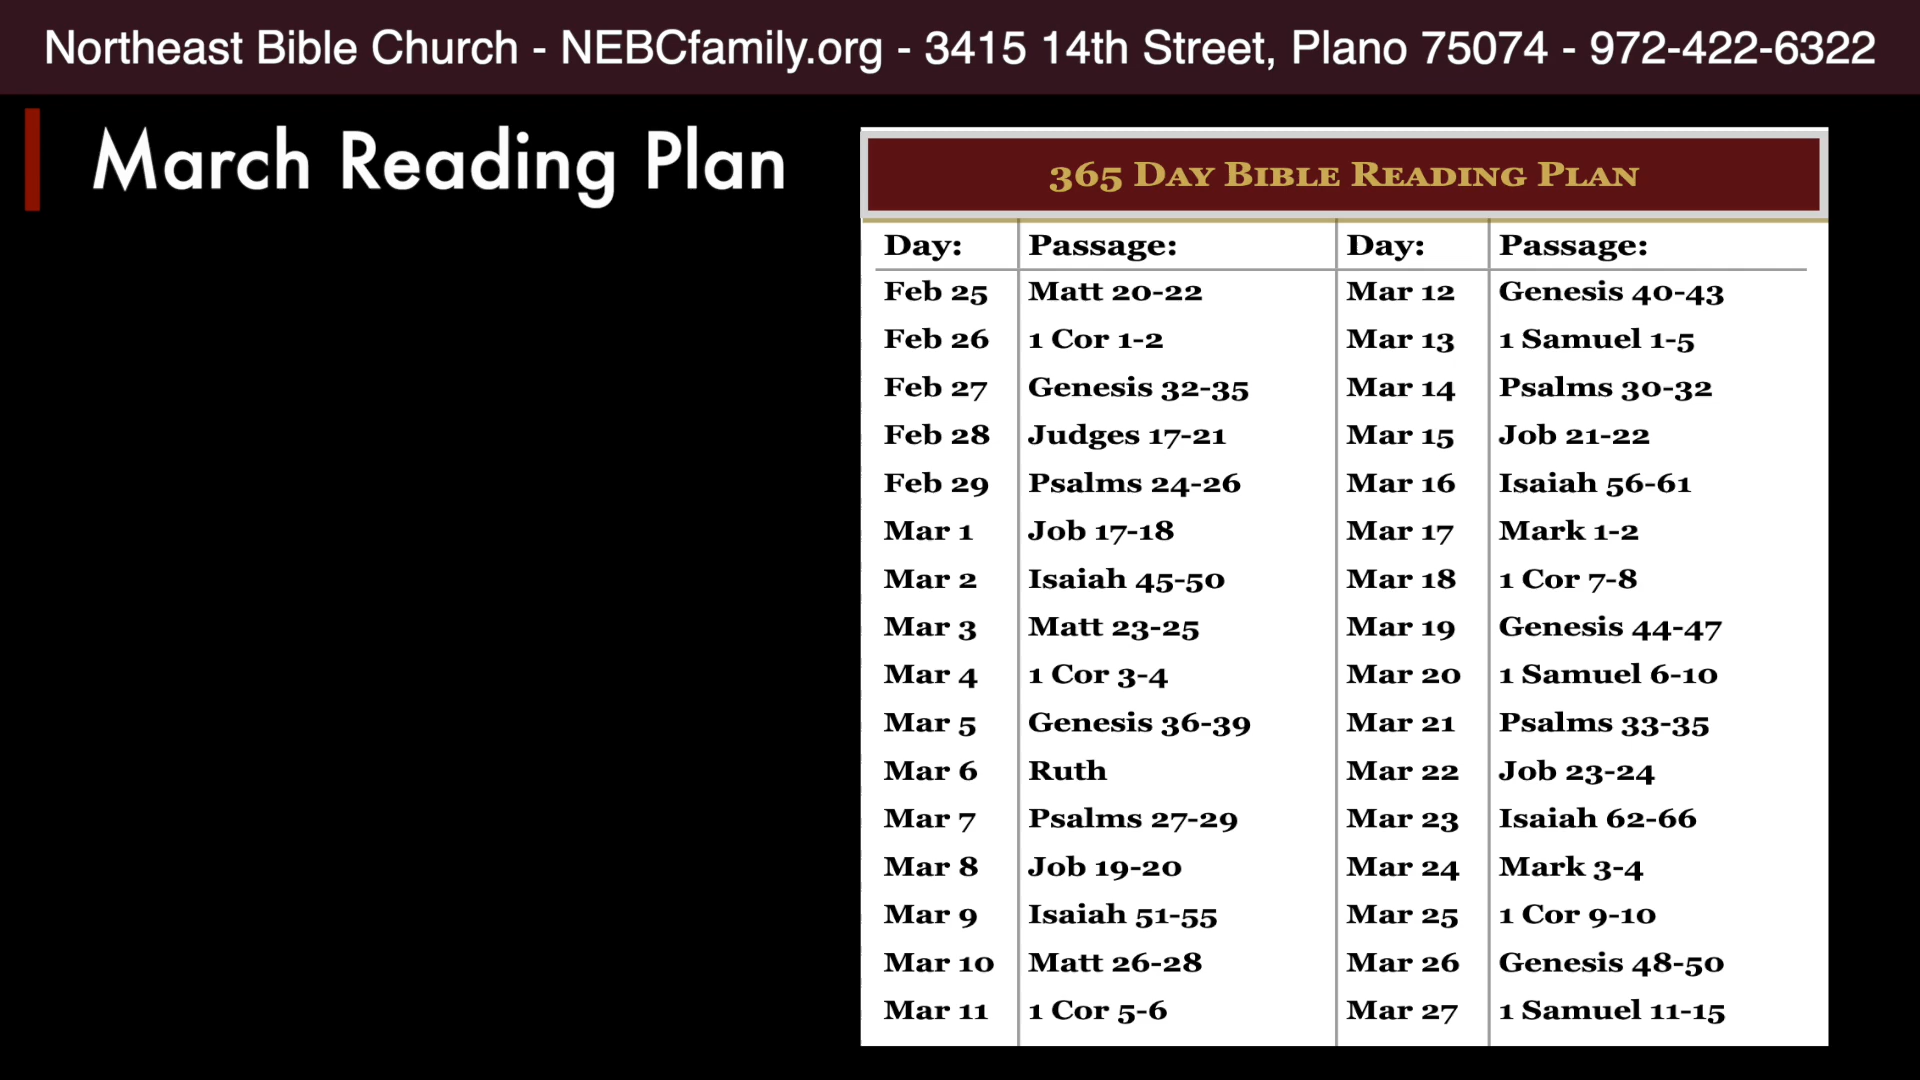 Northeast Bible Church - NEBCfamily.org - 3415 14th Street, Plano 75074 - 972-422-6322
March Reading Plan
365 Day Bible Reading Plan
Day: Passage: Day: Passage:
Feb 25 Matt 20-22 Mar 12 Genesis 40-43
Feb 26 1 Cor 1-2 Mar 13 1 Samuel 1-5
Feb 27 Genesis 32-35 Mar 14 Psalms 30-32
Feb 28 Judges 17-21 Mar 15 Job 21-22
Feb 29 Psalms 24-26 Mar 16 Isaiah 56-61
Mar 1 Job 17-18 Mar 17 Mark 1-2
Mar 2 Isaiah 45-50 Mar 18 1 Cor 7-8
Mar 3 Matt 23-25 Mar 19 Genesis 44-47
Mar 4 1 Cor 3-4 Mar 20 1 Samuel 6-10
Mar 5 Genesis 36-39 Mar 21 Psalms 33-35
Mar 6 Ruth Mar 22 Job 23-24
Mar 7 Psalms 27-29 Mar 23 Isaiah 62-66
Mar 8 Job 19-20 Mar 24 Mark 3-4
Mar 9 Isaiah 51-55 Mar 25 1 Cor 9-10
Mar 10 Matt 26-28 Mar 26 Genesis 48-50
Mar 11 1 Cor 5-6 Mar 27 1 Samuel 11-15